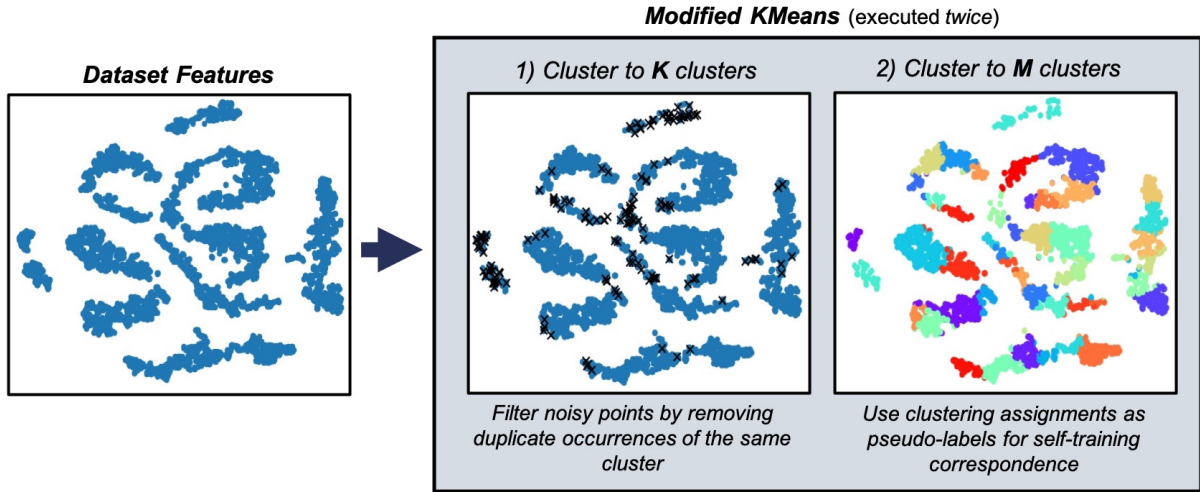 Modified KMeans (executed twice)
Dataset Features
1) Cluster to K clusters
2) Cluster to M clusters
Filter noisy points by removing
duplicate occurrences of the same
cluster
Use clustering assignments as
pseudo-labels for self-training
correspondence